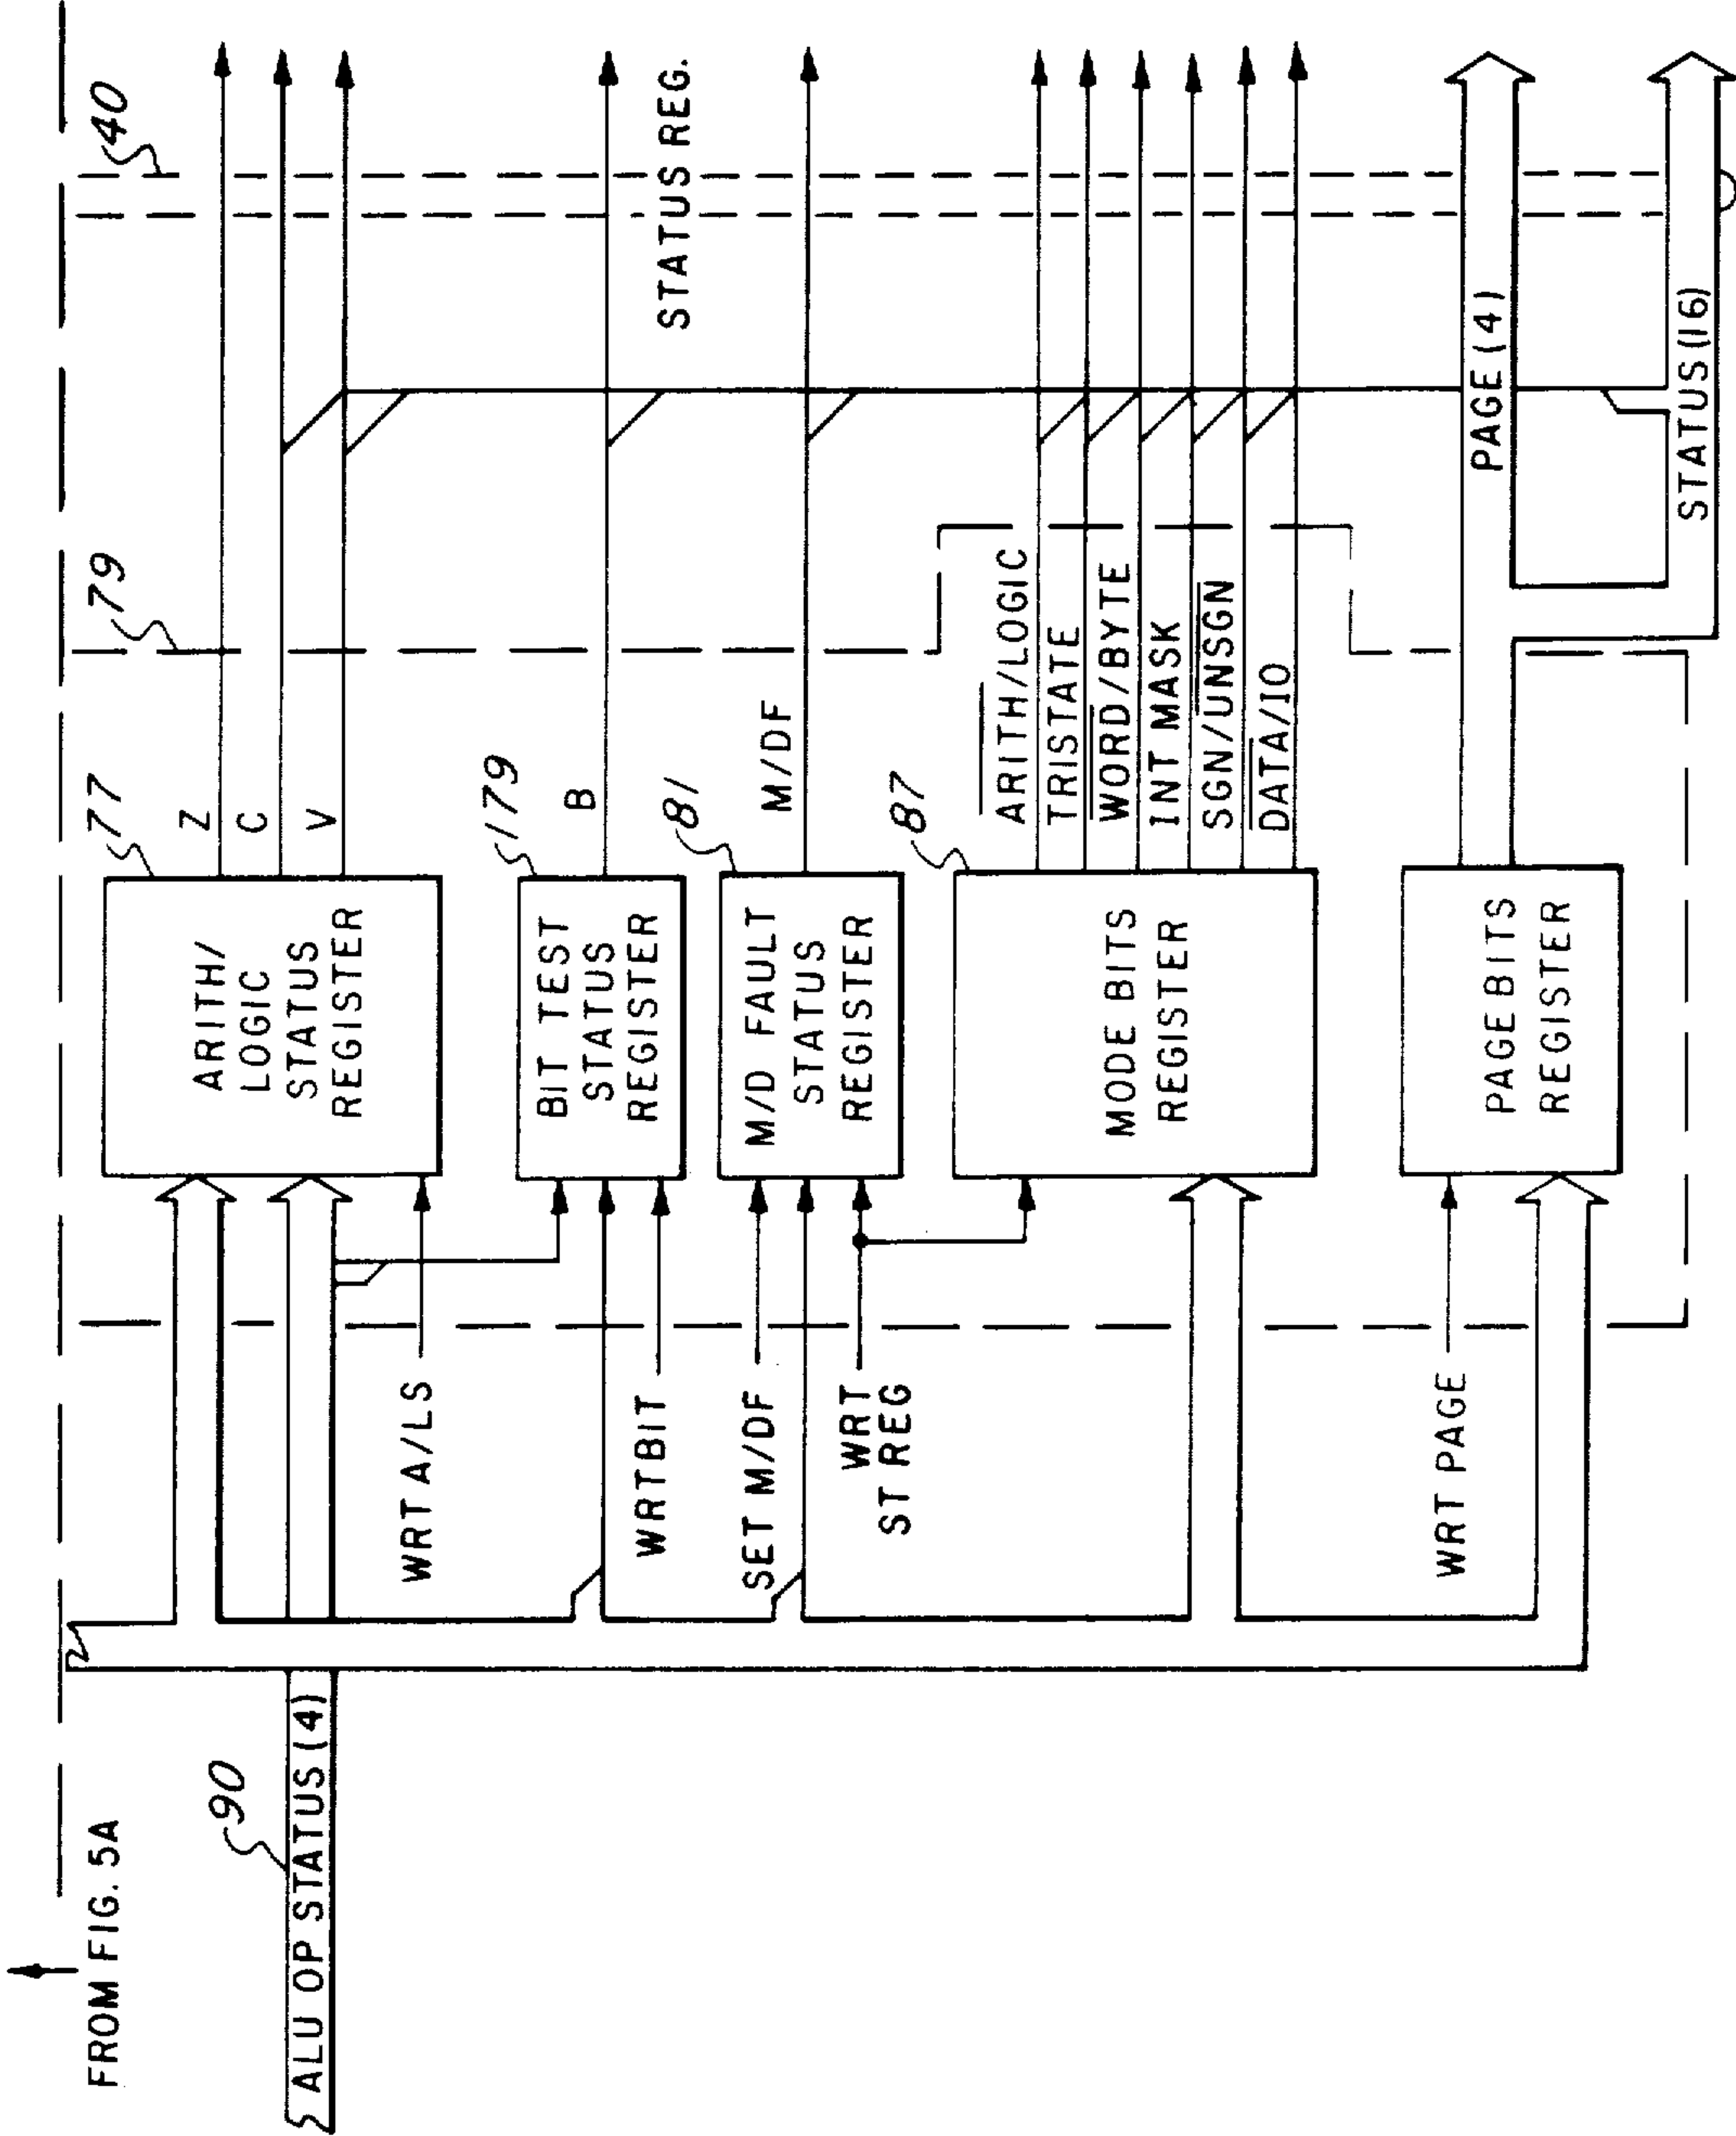 FROM FIG. 5A
90
ALU OP STATUS (4)
WRT A/LS
WRTBIT
SET M/DF
WRT
ST REG
WRT PAGE
77
ARITH/
LOGIC
STATUS
REGISTER
Z
C
V
179
BIT TEST
STATUS
REGISTER
B
81
M/D FAULT
STATUS
REGISTER
M/DF
87
MODE BITS
REGISTER
ARITH/LOGIC
TRISTATE
WORD/BYTE
INT MASK
SGN/UNSGN
DATA/IO
PAGE BITS
REGISTER
79
40
STATUS REG.
PAGE (4)
STATUS (16)